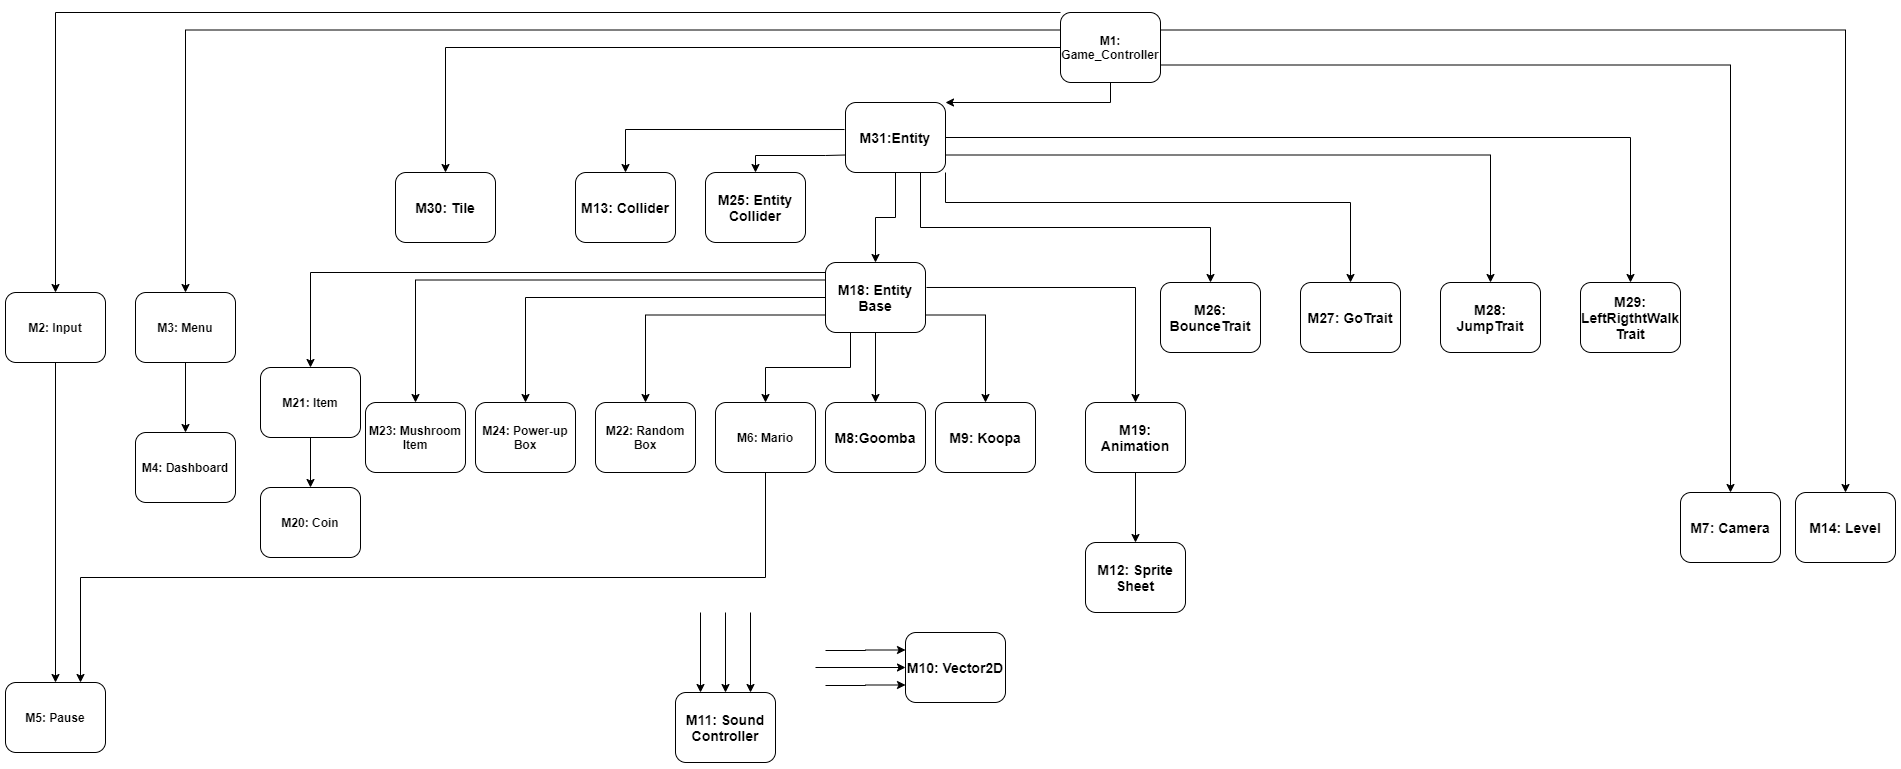 M1:
Game_Controller
M31:Entity
M30: Tile
M13: Collider
M25: Entity
Collider
M18: Entity
Base
M26:
BounceTrait
M27: GoTrait
M28:
JumpTrait
M29:
LeftRigthtWalk
Trait
M2: Input
M3: Menu
M21: Item
M23: Mushroom
Item
M24: Power-up
Box
M22: Random
Box
M6: Mario
M8:Goomba
M9: Koopa
M19:
Animation
M4: Dashboard
M20: Coin
M7: Camera
M14: Level
M12: Sprite
Sheet
M10: Vector2D
M5: Pause
M11: Sound
Controller